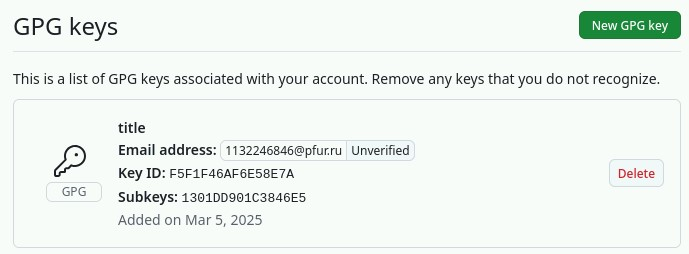 GPG keys
New GPG key
This is a list of GPG keys associated with your account. Remove any keys that you do not recognize.
title
Email address: 1132246846@pfur.ru Unverified
Key ID: F5F1F46AF6E58E7A
GPG
Subkeys: 1301DD901C3846E5
Added on Mar 5, 2025
Delete